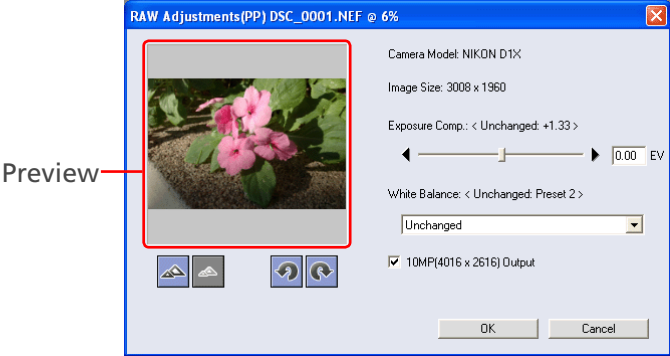 RAW Adjustments(PP) DSC_0001.NEF @ 6%
Camera Model: NIKON D1X
Image Size: 3008 x 1960
Exposure Comp.: < Unchanged: +1.33 >
0.00 EV
Preview
White Balance: < Unchanged: Preset 2 >
Unchanged
10MP(4016 x 2616) Output
OK Cancel